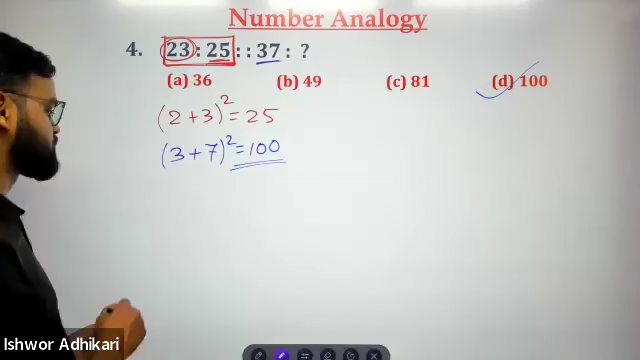 Number Analogy
4. 23 : 25 : : 37 : ?
(a) 36 (b) 49 (c) 81 (d) 100
(2 + 3)² = 25
(3 + 7)² = 100
Ishwor Adhikari